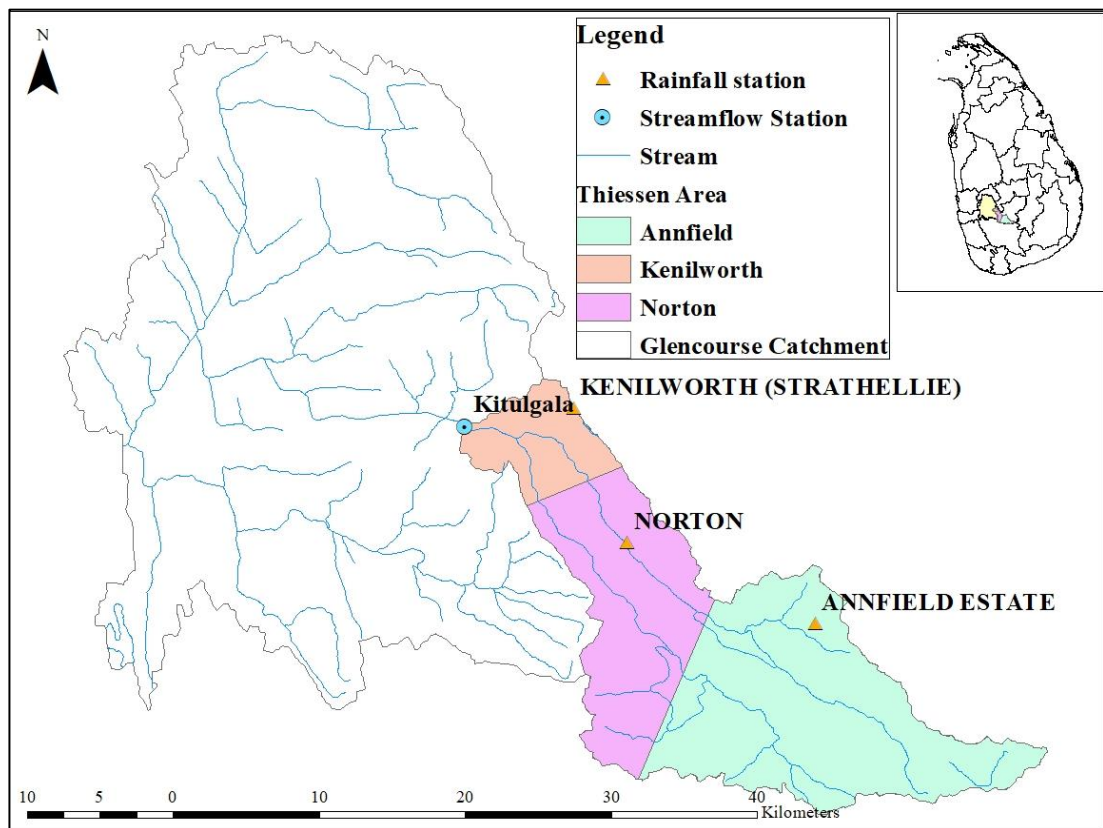 N
Legend
Rainfall station
Streamflow Station
Stream
Thiessen Area
Annfield
Kenilworth
Norton
Glencourse Catchment
KENILWORTH (STRATHELLIE)
Kitulgala
NORTON
ANNFIELD ESTATE
10 5 0 10 20 30 40
Kilometers